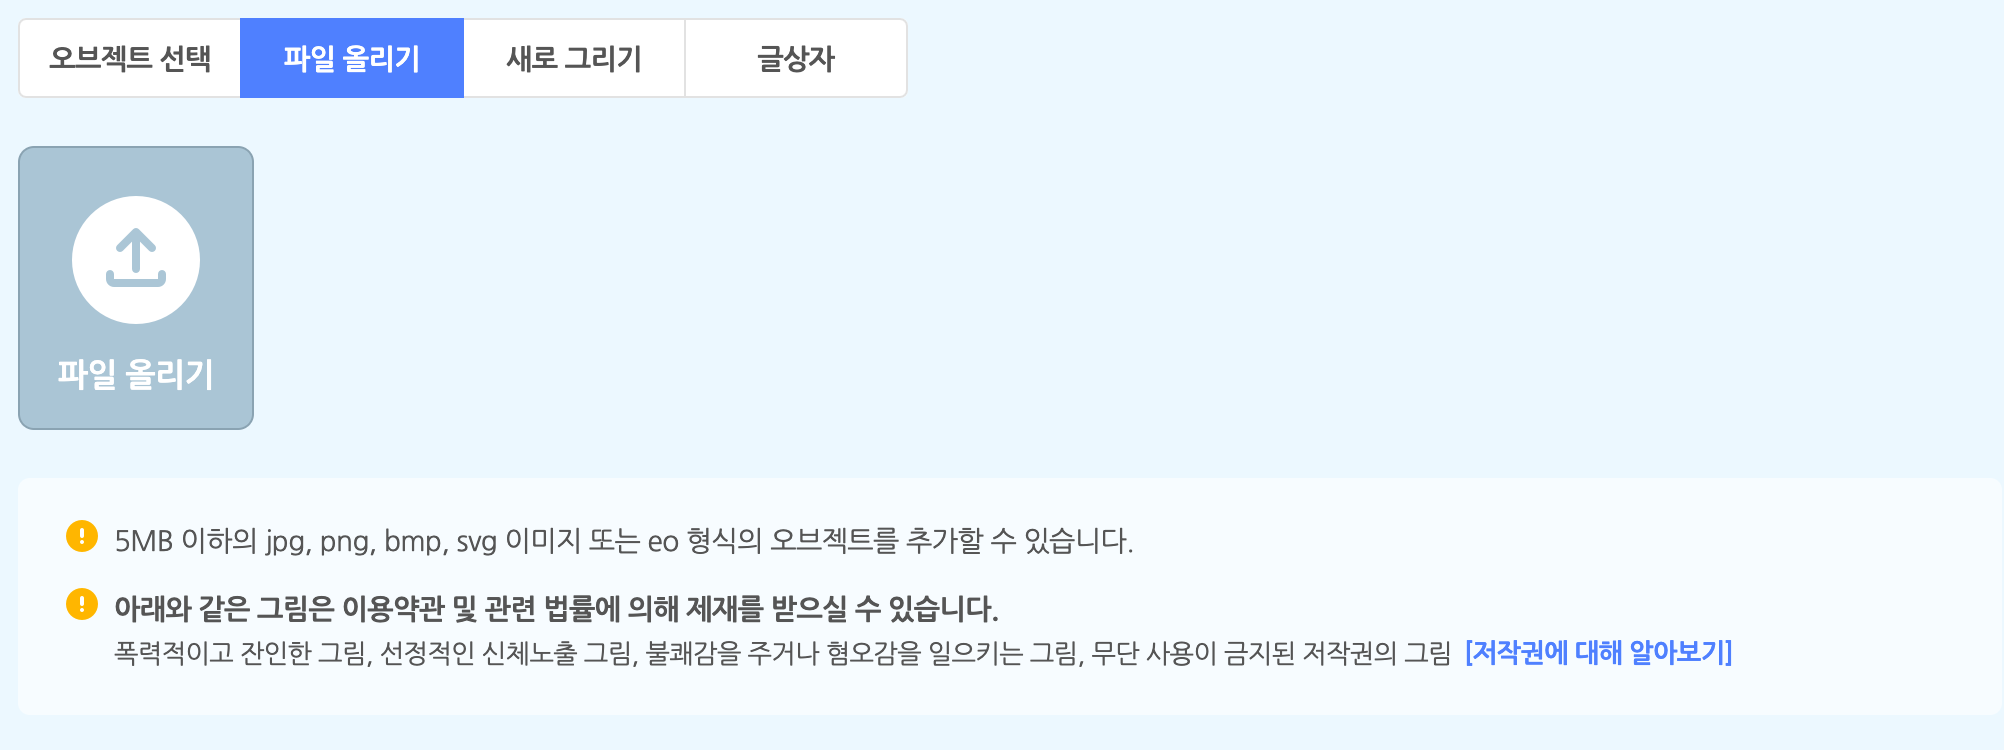 오브젝트 선택 파일 올리기 새로 그리기 글상자
파일 올리기
5MB 이하의 jpg, png, bmp, svg 이미지 또는 eo 형식의 오브젝트를 추가할 수 있습니다.
아래와 같은 그림은 이용약관 및 관련 법률에 의해 제재를 받으실 수 있습니다.
폭력적이고 잔인한 그림, 선정적인 신체노출 그림, 불쾌감을 주거나 혐오감을 일으키는 그림, 무단 사용이 금지된 저작권의 그림 [저작권에 대해 알아보기]